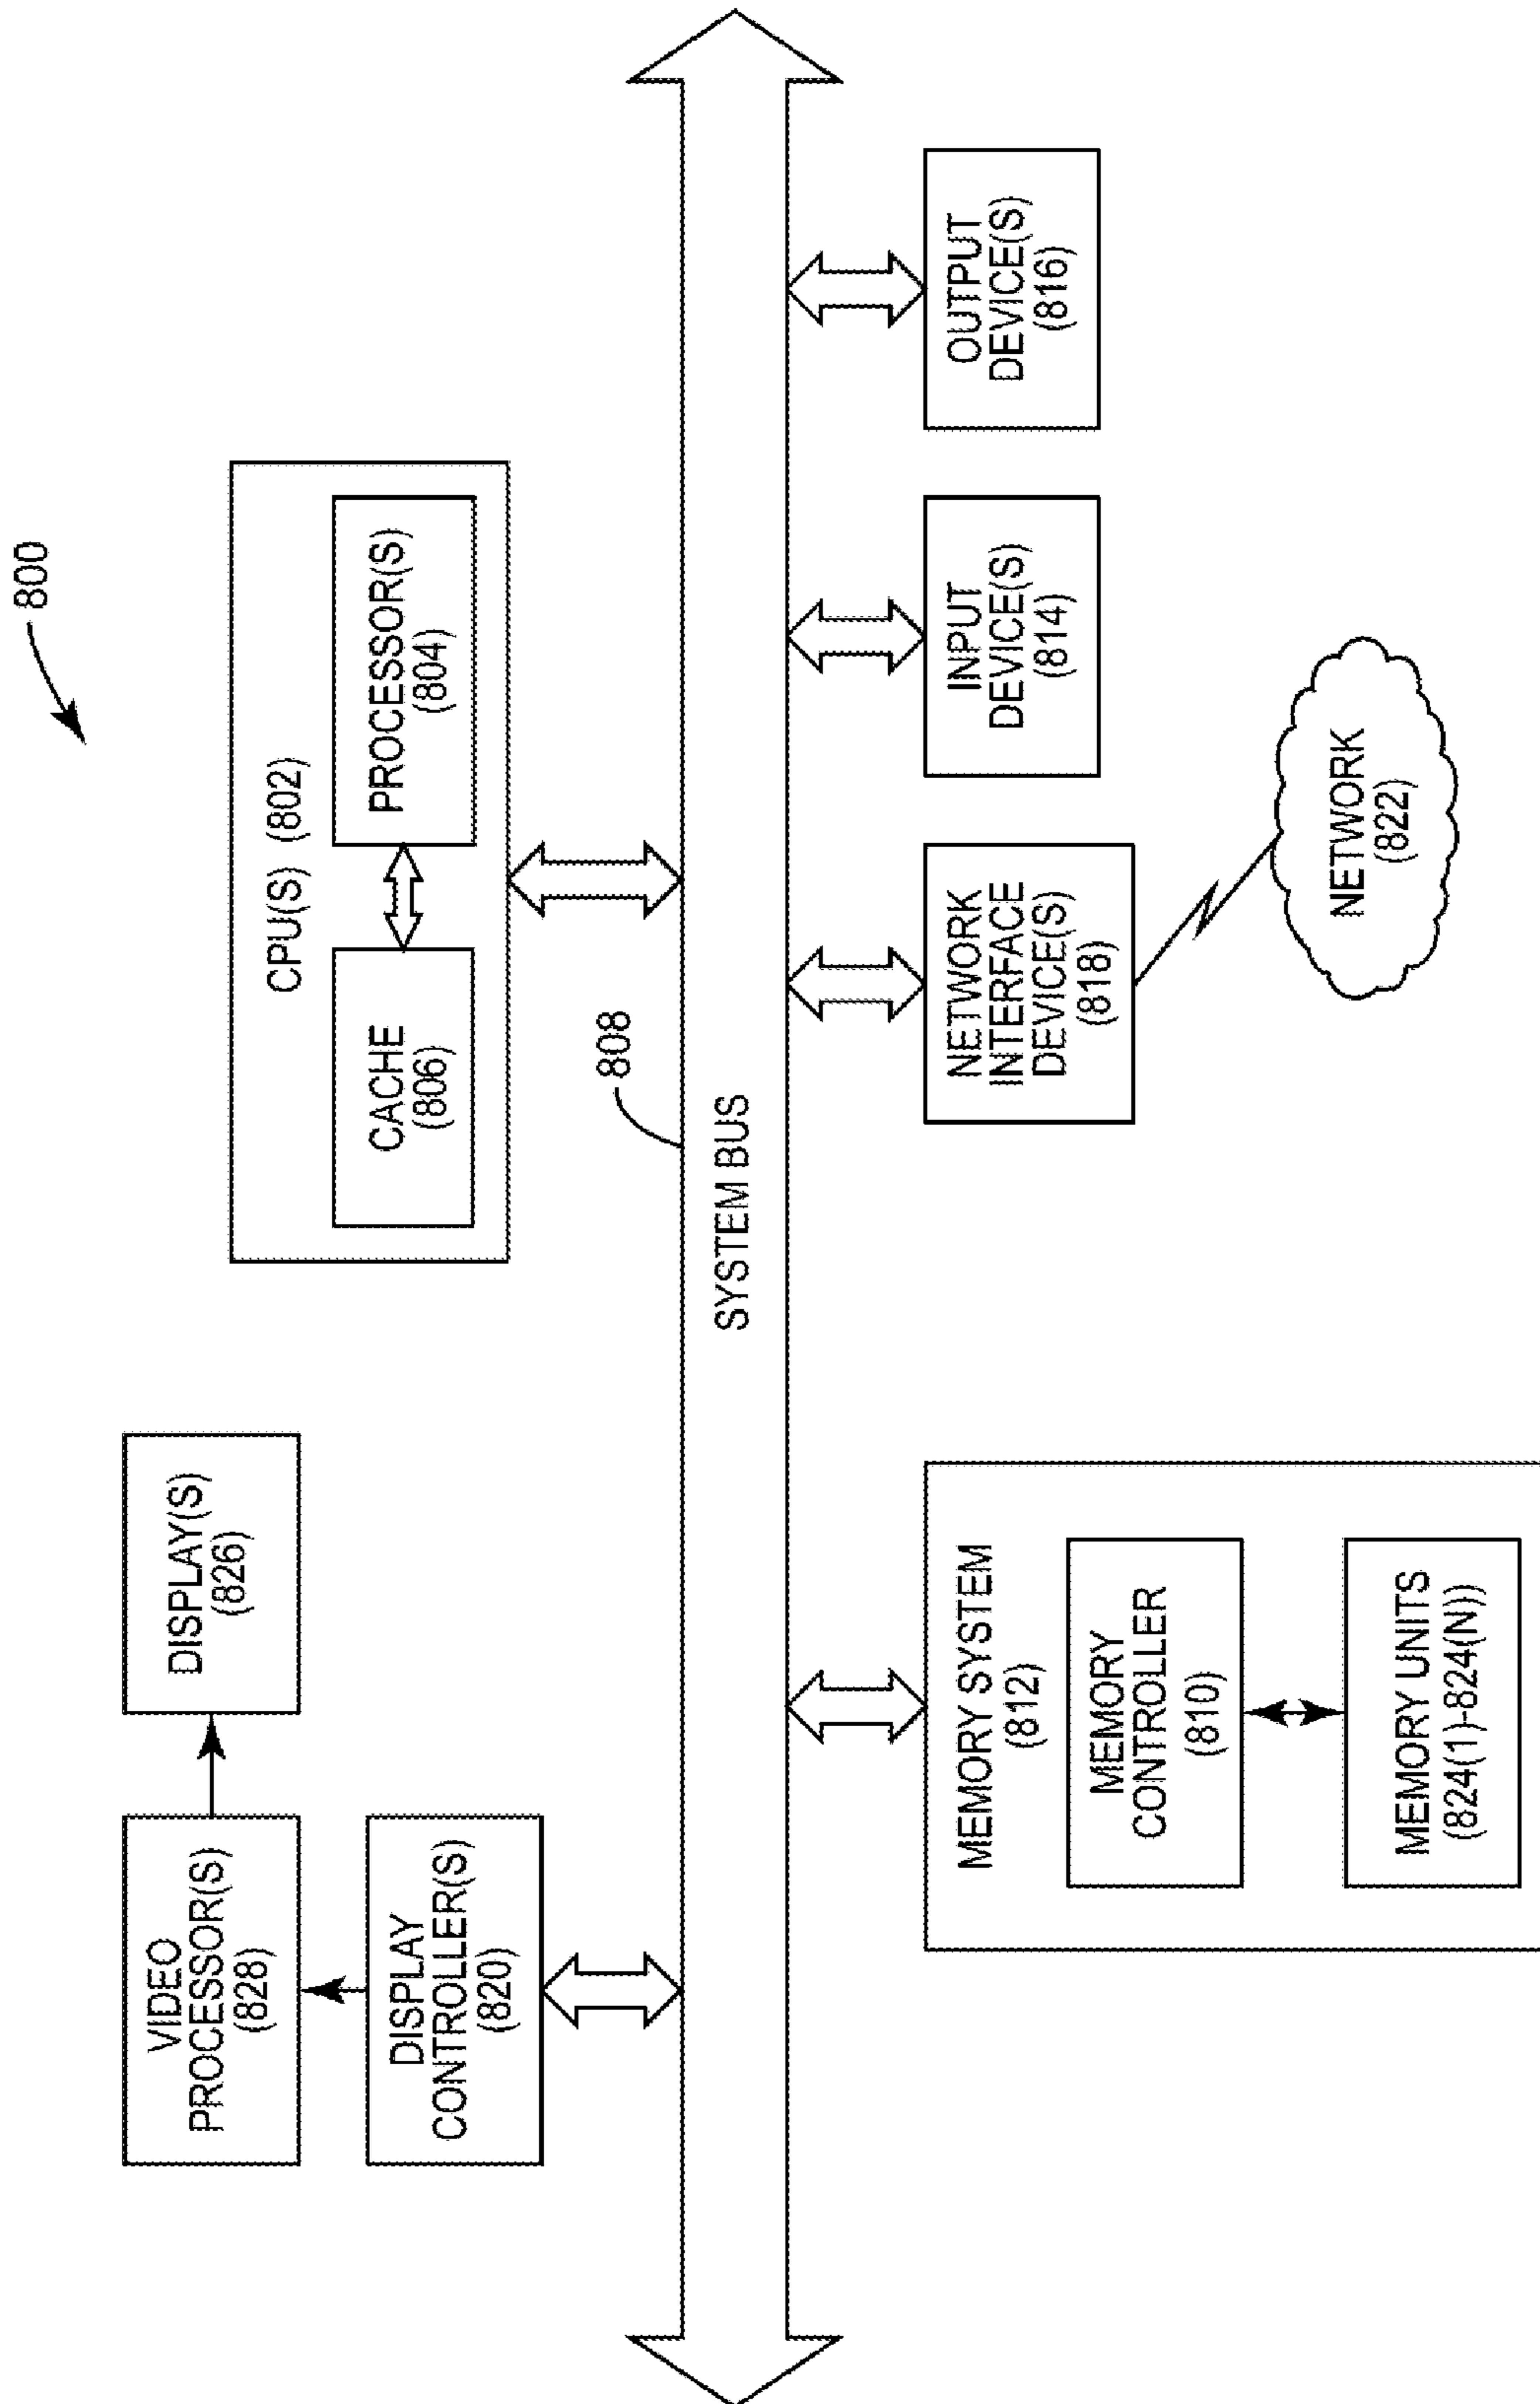 800
VIDEO
PROCESSOR(S)
(828)
DISPLAY(S)
(826)
DISPLAY
CONTROLLER(S)
(820)
CPU(S) (802)
CACHE
(806)
PROCESSOR(S)
(804)
808
SYSTEM BUS
MEMORY SYSTEM
(812)
MEMORY
CONTROLLER
(810)
MEMORY UNITS
(824(1)-824(N))
NETWORK
INTERFACE
DEVICE(S)
(818)
INPUT
DEVICE(S)
(814)
OUTPUT
DEVICE(S)
(816)
NETWORK
(822)